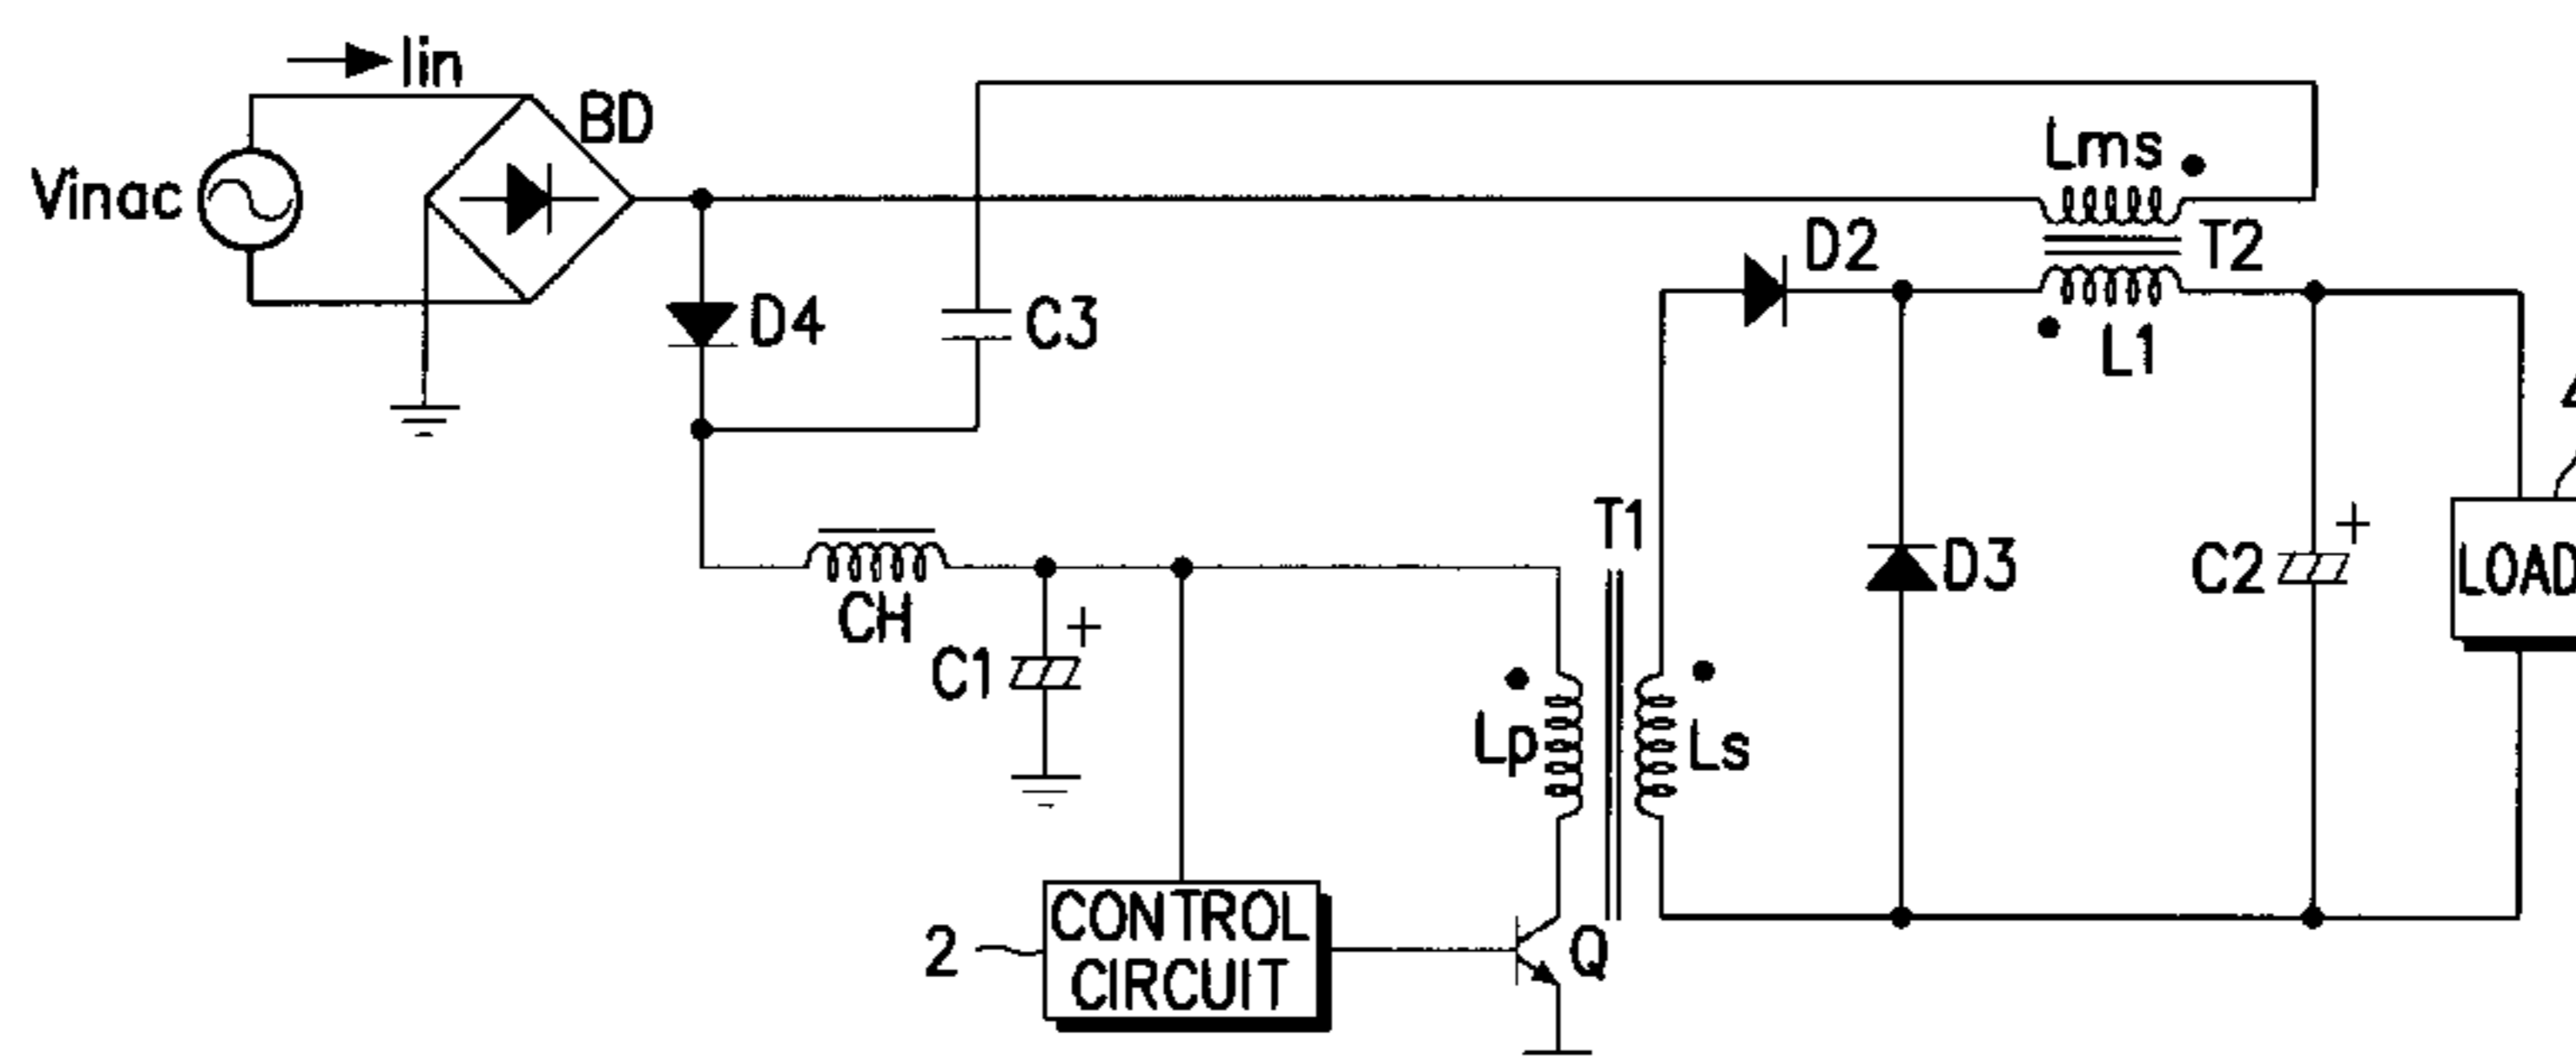 Iin
BD
Vinac
Lms
T2
D2
L1
D4
C3
T1
D3
C2
+
LOAD
CH
C1
+
Lp
Ls
CONTROL
CIRCUIT
2
Q